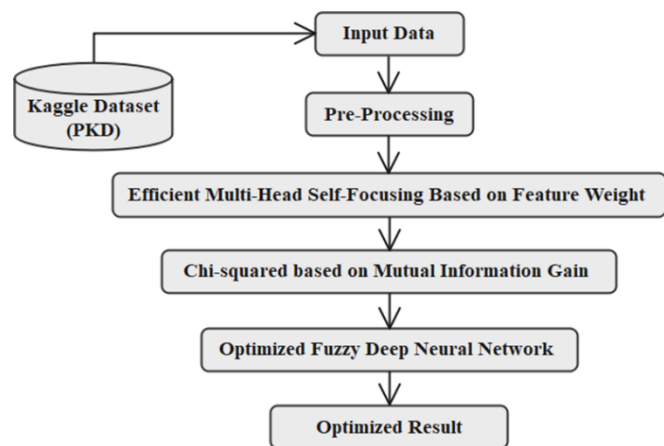 Input Data
Kaggle Dataset
(PKD)
Pre-Processing
Efficient Multi-Head Self-Focusing Based on Feature Weight
Chi-squared based on Mutual Information Gain
Optimized Fuzzy Deep Neural Network
Optimized Result